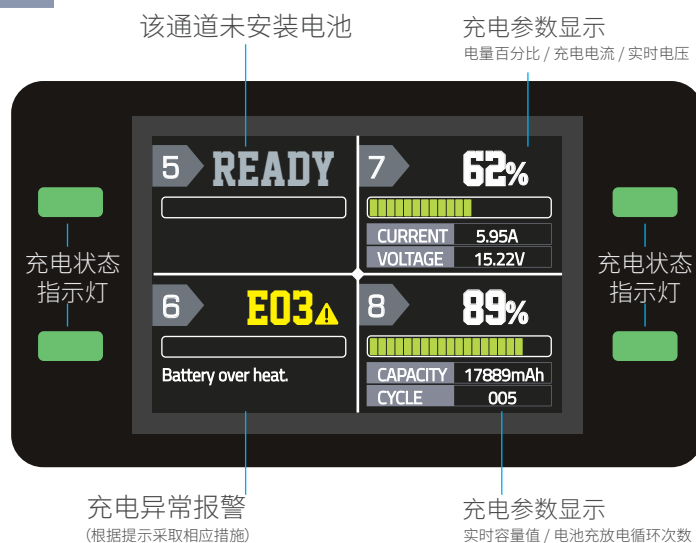 该通道未安装电池
充电参数显示
电量百分比 / 充电电流 / 实时电压
5 READY
7 62%
CURRENT 5.95A
VOLTAGE 15.22V
充电状态
指示灯
充电状态
指示灯
6 E03
Battery over heat.
8 89%
CAPACITY 17889mAh
CYCLE 005
充电异常报警
(根据提示采取相应措施)
充电参数显示
实时容量值 / 电池充放电循环次数